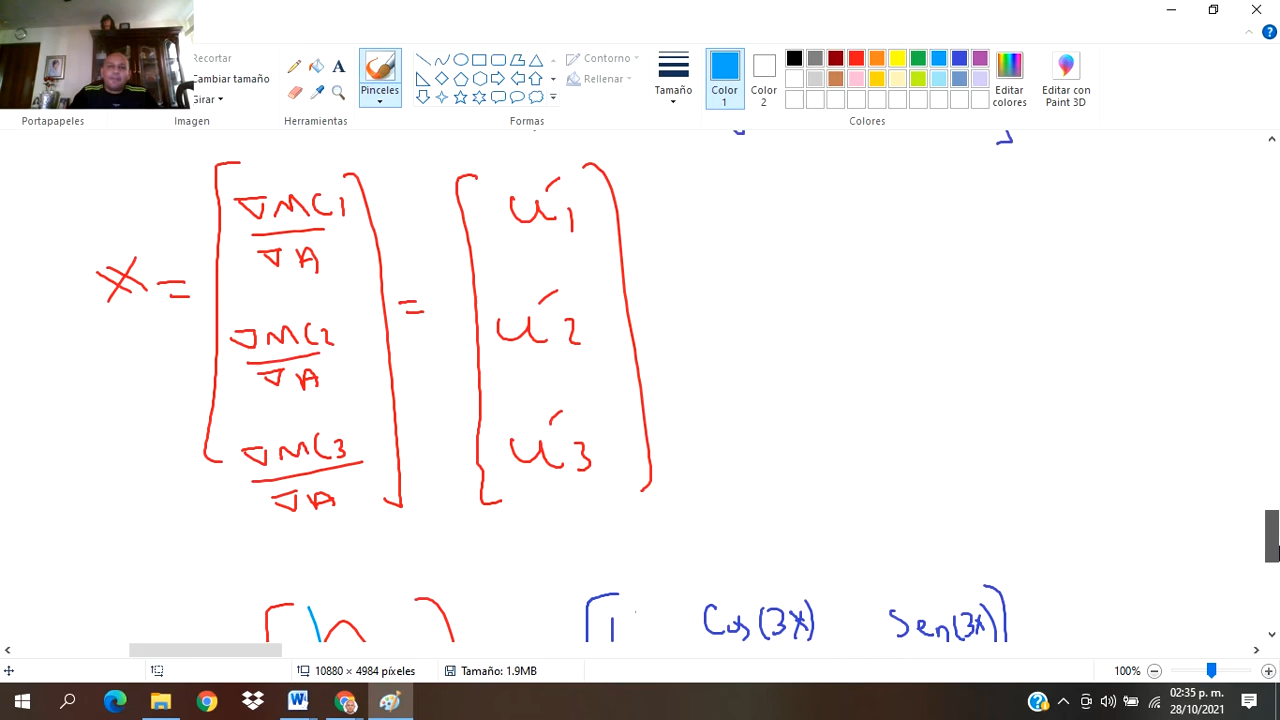 Recortar
Cambiar tamaño
Girar
Pinceles
Contorno
Rellenar
Tamaño
Color 1
Color 2
Editar colores
Editar con Paint 3D
Portapapeles
Imagen
Herramientas
Formas
Colores
X = [ ∇MC1/∇A ] = [ u′1 ]
[ ∇MC2/∇A ] [ u′2 ]
[ ∇MC3/∇A ] [ u′3 ]
1 Cos(3x) Sen(3x)
10880 × 4984 píxeles
Tamaño: 1.9MB
100%
02:35 p. m.
28/10/2021